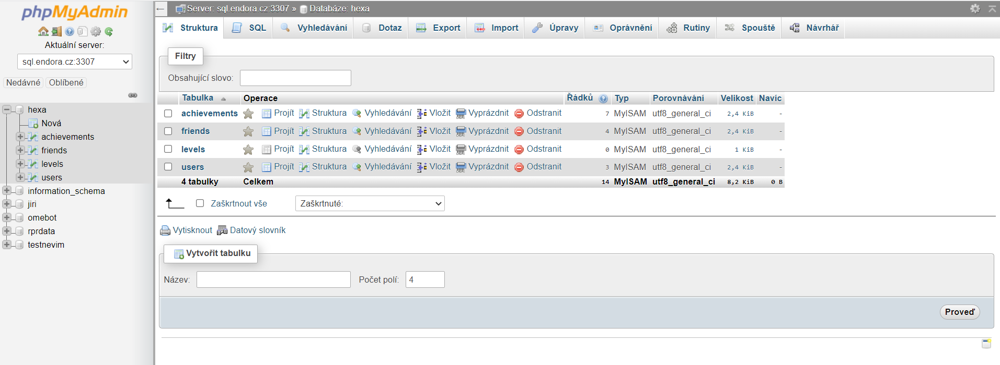 phpMyAdmin
Aktuální server:
sql.endora.cz:3307
Nedávné Oblíbené
hexa
Nová
achievements
friends
levels
users
information_schema
jiri
omebot
rprdata
testnevim
Server: sql.endora.cz:3307 » Databáze: hexa
Struktura SQL Vyhledávání Dotaz Export Import Úpravy Oprávnění Rutiny Spouště Návrhář
Filtry
Obsahující slovo:
Tabulka Operace Řádků Typ Porovnávání Velikost Navíc
achievements Projít Struktura Vyhledávání Vložit Vyprázdnit Odstranit 7 MyISAM utf8_general_ci 2,4 KiB -
friends Projít Struktura Vyhledávání Vložit Vyprázdnit Odstranit 4 MyISAM utf8_general_ci 2,4 KiB -
levels Projít Struktura Vyhledávání Vložit Vyprázdnit Odstranit 0 MyISAM utf8_general_ci 1 KiB -
users Projít Struktura Vyhledávání Vložit Vyprázdnit Odstranit 3 MyISAM utf8_general_ci 2,4 KiB -
4 tabulky Celkem 14 MyISAM utf8_general_ci 8,2 KiB 0 B
Zaškrtnout vše Zaškrtnuté:
Vytisknout Datový slovník
Vytvořit tabulku
Název: Počet polí: 4
Proveď